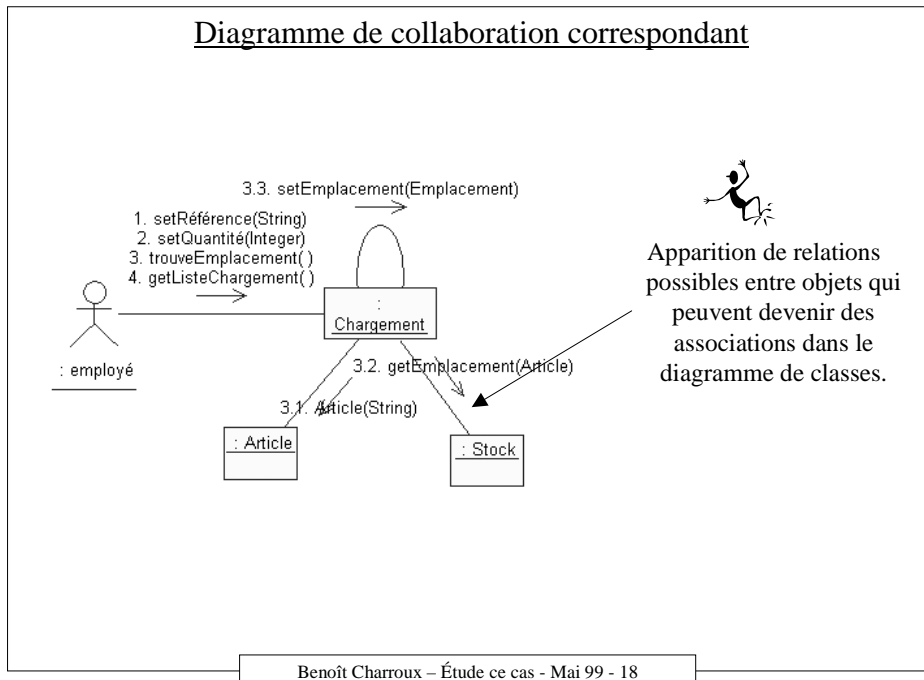 Diagramme de collaboration correspondant
3.3. setEmplacement(Emplacement)
1. setRéférence(String)
2. setQuantité(Integer)
3. trouveEmplacement( )
4. getListeChargement( )
:
Chargement
: employé
3.2. getEmplacement(Article)
3.1. Article(String)
: Article
: Stock
Apparition de relations
possibles entre objets qui
peuvent devenir des
associations dans le
diagramme de classes.
Benoît Charroux – Étude ce cas - Mai 99 - 18